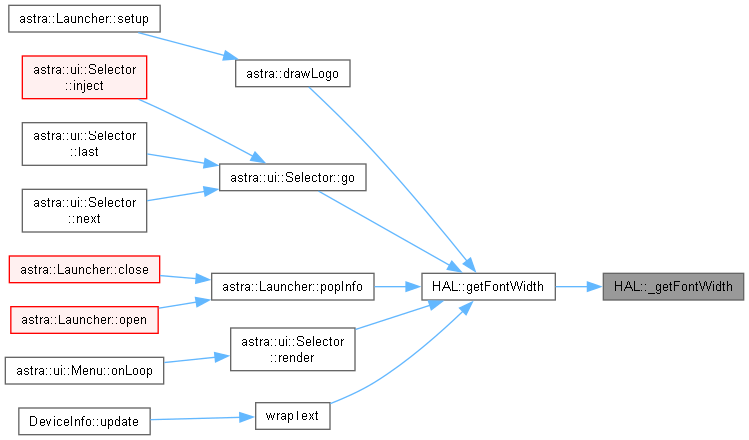 astra::Launcher::setup
astra::drawLogo
astra::ui::Selector
::inject
astra::ui::Selector
::last
astra::ui::Selector::go
astra::ui::Selector
::next
astra::Launcher::close
astra::Launcher::popInfo
HAL::getFontWidth
HAL::_getFontWidth
astra::Launcher::open
astra::ui::Selector
::render
astra::ui::Menu::onLoop
DeviceInfo::update
wrapText